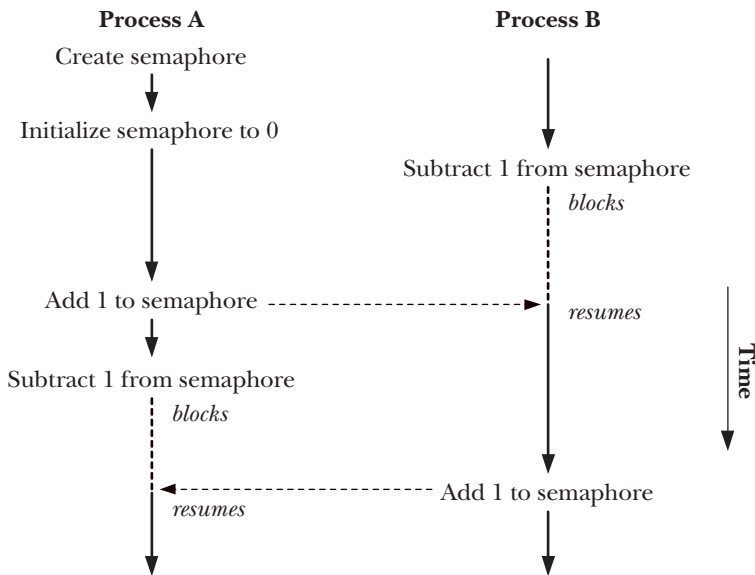 Process A
Process B
Create semaphore
Initialize semaphore to 0
Subtract 1 from semaphore
blocks
Add 1 to semaphore
resumes
Subtract 1 from semaphore
blocks
Time
Add 1 to semaphore
resumes